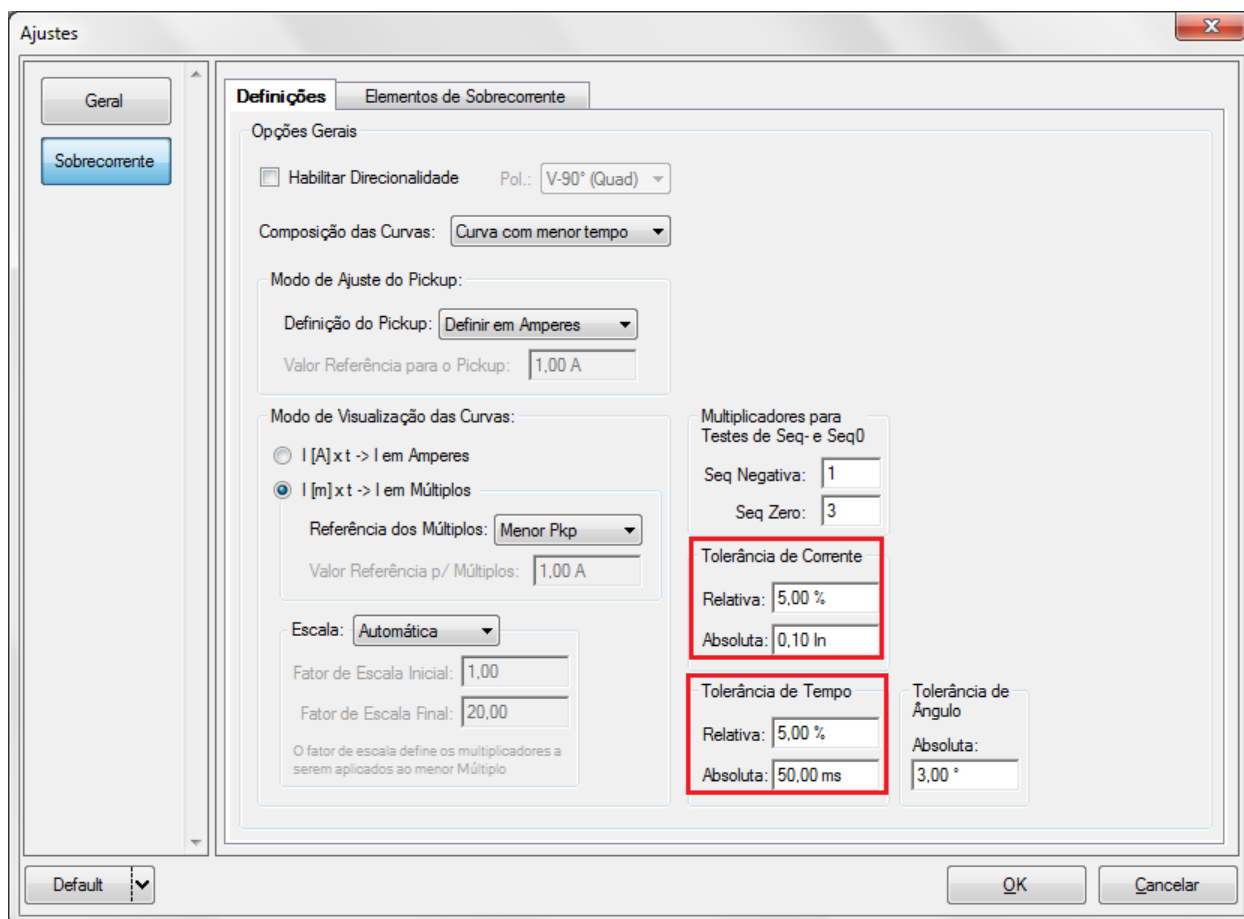 Ajustes
Geral
Sobrecorrente
Definições
Elementos de Sobrecorrente
Opções Gerais
Habilitar Direcionalidade
Pol.: V-90° (Quad)
Composição das Curvas: Curva com menor tempo
Modo de Ajuste do Pickup:
Definição do Pickup: Definir em Amperes
Valor Referência para o Pickup: 1,00 A
Modo de Visualização das Curvas:
I [A] x t -> I em Amperes
I [m] x t -> I em Múltiplos
Referência dos Múltiplos: Menor Pkp
Valor Referência p/ Múltiplos: 1,00 A
Escala: Automática
Fator de Escala Inicial: 1,00
Fator de Escala Final: 20,00
O fator de escala define os multiplicadores a
serem aplicados ao menor Múltiplo
Multiplicadores para
Testes de Seq- e Seq0
Seq Negativa: 1
Seq Zero: 3
Tolerância de Corrente
Relativa: 5,00 %
Absoluta: 0,10 In
Tolerância de Tempo
Relativa: 5,00 %
Absoluta: 50,00 ms
Tolerância de
Ângulo
Absoluta:
3,00 °
Default
OK
Cancelar